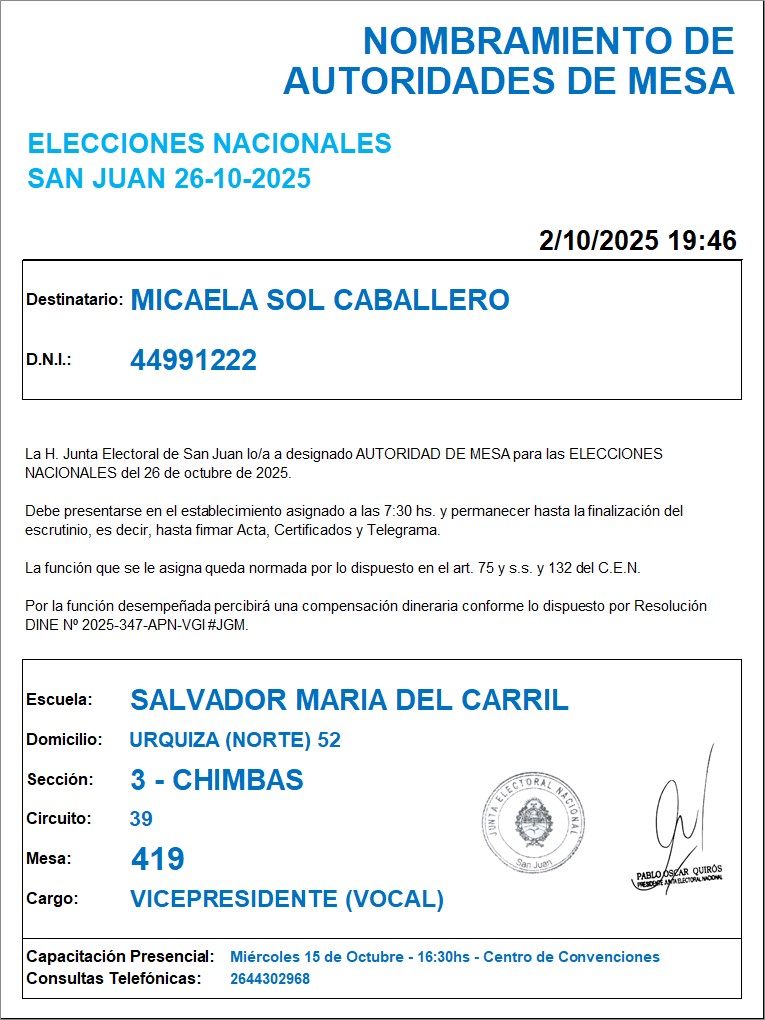 NOMBRAMIENTO DE
AUTORIDADES DE MESA
ELECCIONES NACIONALES
SAN JUAN 26-10-2025
2/10/2025 19:46
Destinatario: MICAELA SOL CABALLERO
D.N.I.: 44991222
La H. Junta Electoral de San Juan lo/a a designado AUTORIDAD DE MESA para las ELECCIONES
NACIONALES del 26 de octubre de 2025.
Debe presentarse en el establecimiento asignado a las 7:30 hs. y permanecer hasta la finalización del
escrutinio, es decir, hasta firmar Acta, Certificados y Telegrama.
La función que se le asigna queda normada por lo dispuesto en el art. 75 y s.s. y 132 del C.E.N.
Por la función desempeñada percibirá una compensación dineraria conforme lo dispuesto por Resolución
DINE Nº 2025-347-APN-VGI#JGM.
Escuela: SALVADOR MARIA DEL CARRIL
Domicilio: URQUIZA (NORTE) 52
Sección: 3 - CHIMBAS
Circuito: 39
Mesa: 419
Cargo: VICEPRESIDENTE (VOCAL)
JUNTA ELECTORAL NACIONAL
San Juan
PABLO OSCAR QUIRÓS
PRESIDENTE JUNTA ELECTORAL NACIONAL
Capacitación Presencial: Miércoles 15 de Octubre - 16:30hs - Centro de Convenciones
Consultas Telefónicas: 2644302968